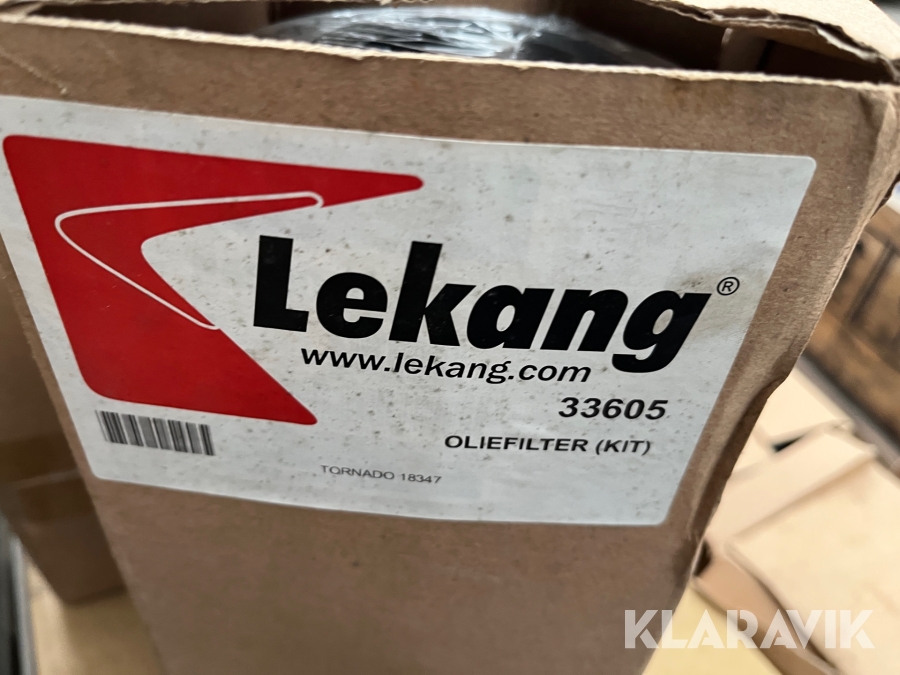 Lekang®
www.lekang.com
33605
OLIEFILTER (KIT)
TORNADO 18347
KLARAVIK